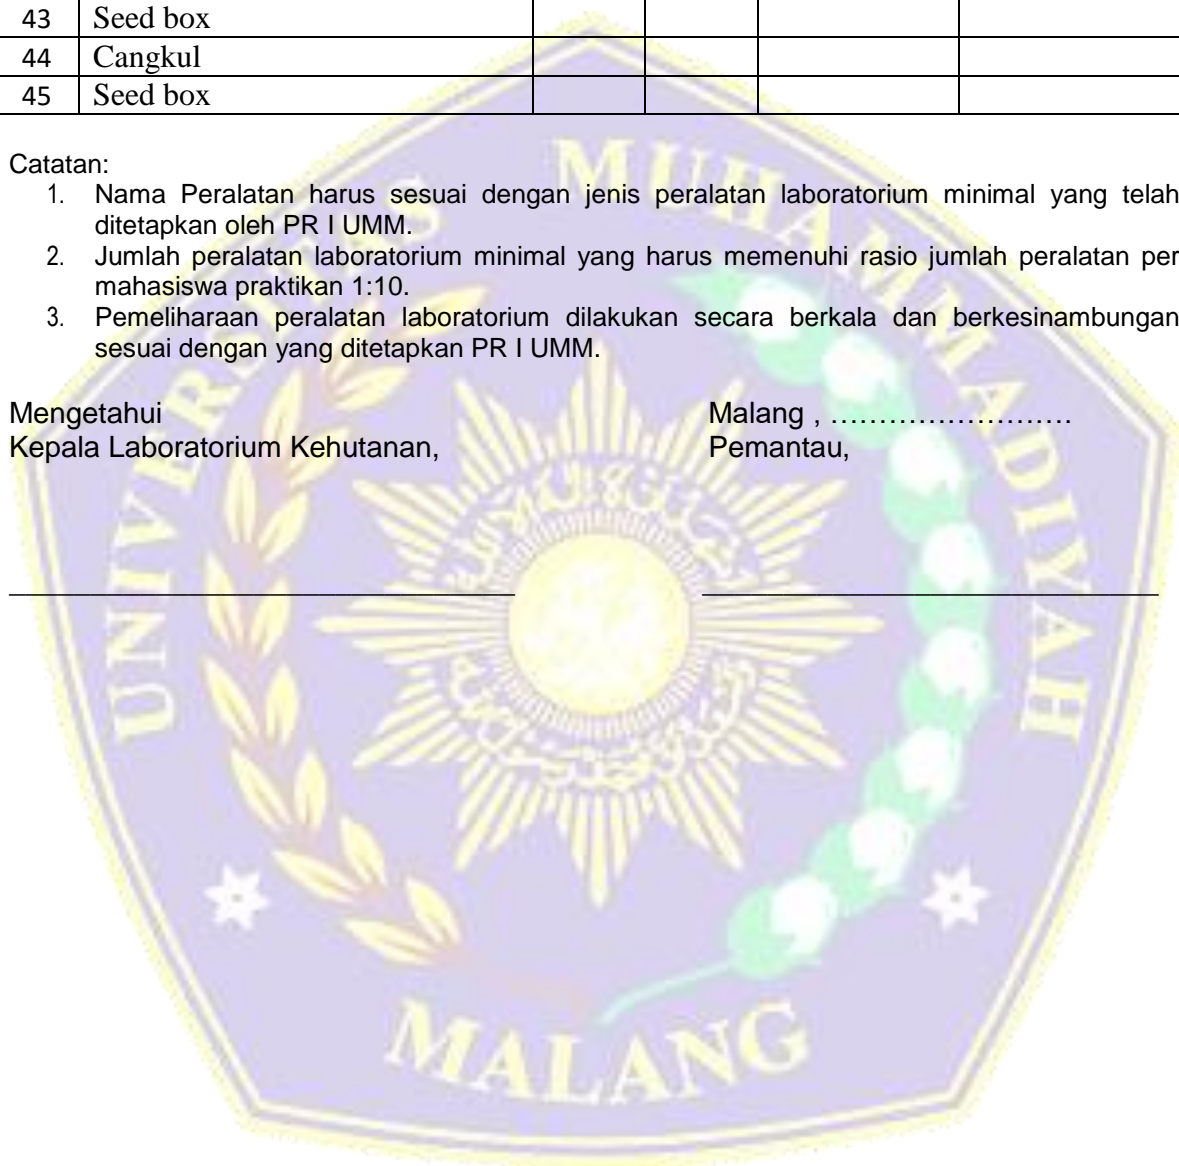 43 Seed box
44 Cangkul
45 Seed box
Catatan:
1. Nama Peralatan harus sesuai dengan jenis peralatan laboratorium minimal yang telah
ditetapkan oleh PR I UMM.
2. Jumlah peralatan laboratorium minimal yang harus memenuhi rasio jumlah peralatan per
mahasiswa praktikan 1:10.
3. Pemeliharaan peralatan laboratorium dilakukan secara berkala dan berkesinambungan
sesuai dengan yang ditetapkan PR I UMM.
Mengetahui Malang , ………………………
Kepala Laboratorium Kehutanan, Pemantau,
UNIVERSITAS MUHAMMADIYAH
MALANG